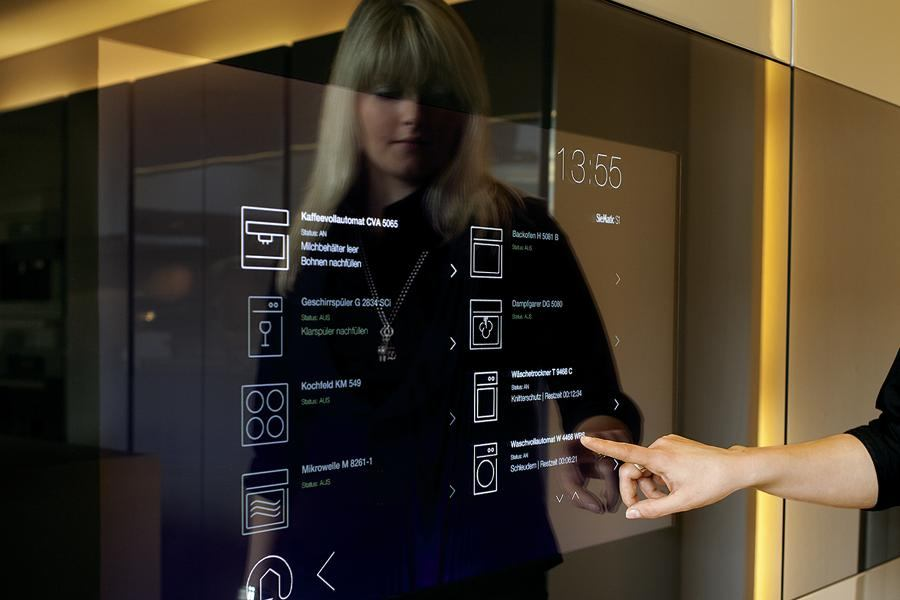 13:55
SieMatic S1
Kaffeevollautomat CVA 5065
Status: AN
Milchbehälter leer
Bohnen nachfüllen
Geschirrspüler G 2834 SCi
Status: AUS
Klarspüler nachfüllen
Kochfeld KM 549
Status: AUS
Mikrowelle M 8261-1
Status: AUS
Backofen H 5081 B
Status: AUS
Dampfgarer DG 5080
Status: AUS
Wäschetrockner T 9466 C
Status: AN
Knitterschutz | Restzeit 00:12:34
Waschvollautomat W 4468 WPS
Status: AN
Schleudern | Restzeit 00:06:21